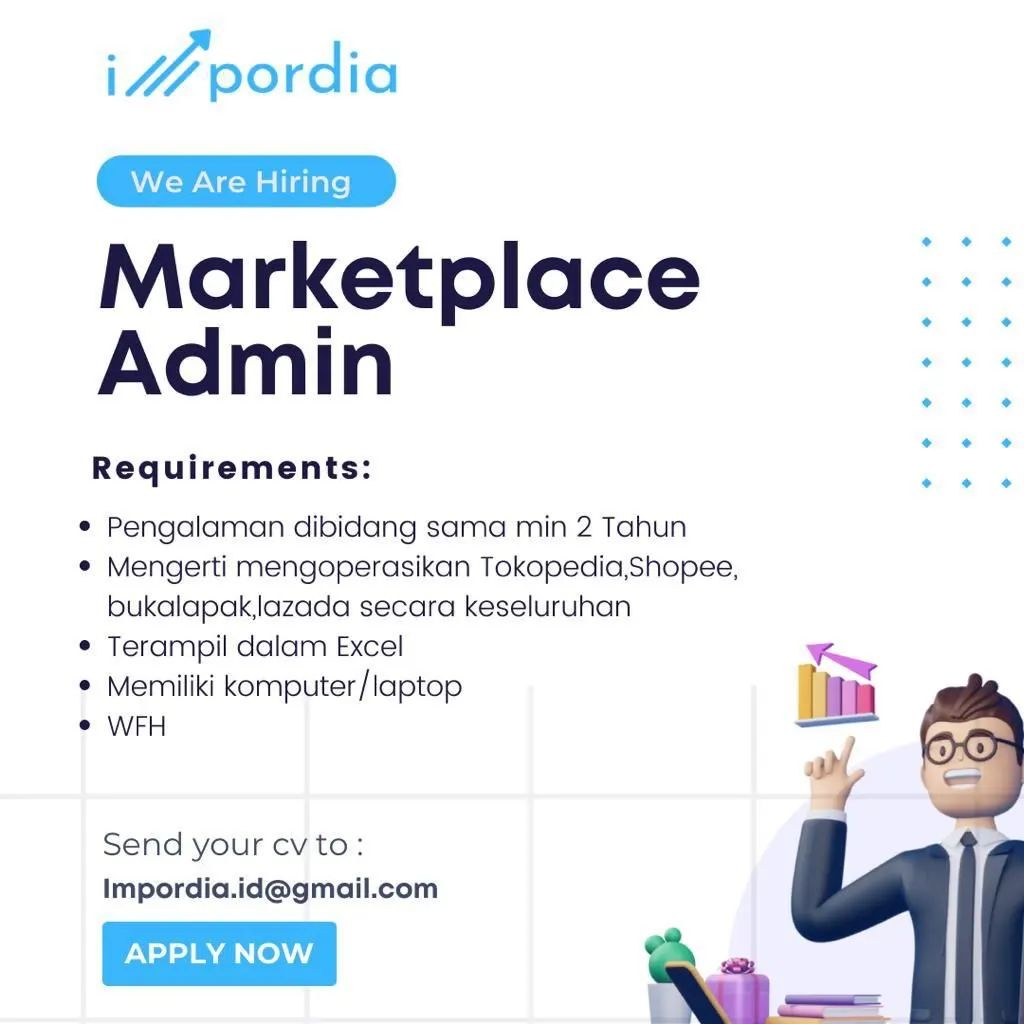 impordia
We Are Hiring
Marketplace
Admin
Requirements:
• Pengalaman dibidang sama min 2 Tahun
• Mengerti mengoperasikan Tokopedia,Shopee,
bukalapak,lazada secara keseluruhan
• Terampil dalam Excel
• Memiliki komputer/laptop
• WFH
Send your cv to :
Impordia.id@gmail.com
APPLY NOW